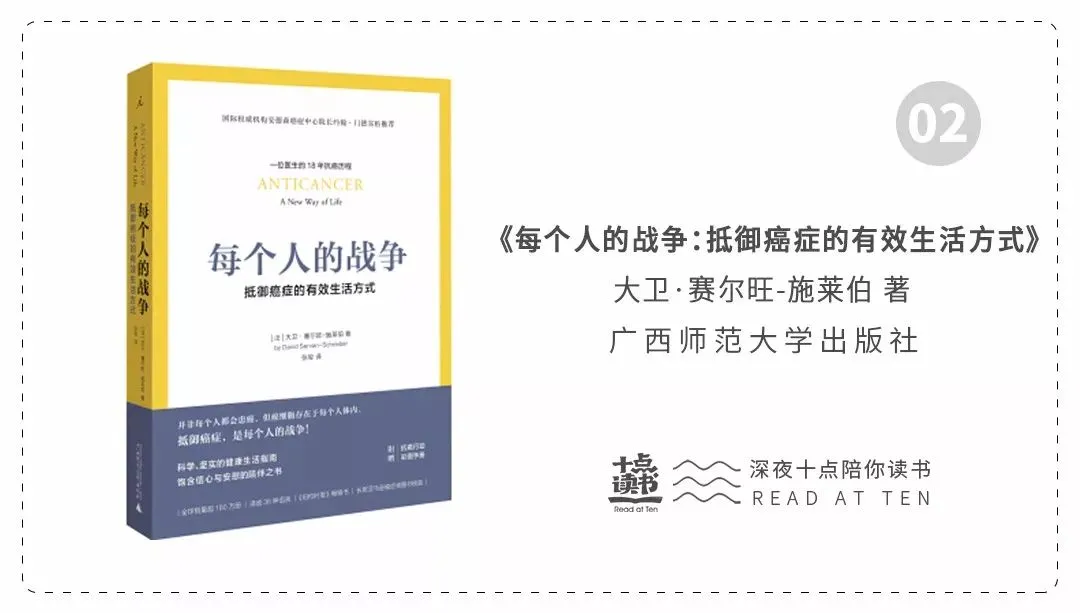 国际权威机构安德森癌症中心院长约翰·门德尔松推荐
一位医生的18年抗癌历程
ANTICANCER
A New Way of Life
每个人的战争
抵御癌症的有效生活方式
[法] 大卫·赛尔旺-施莱伯 著
by David Servan-Schreiber
张俊 译
并非每个人都会患癌,但癌细胞存在于每个人体内。
抵御癌症,是每个人的战争!
科学、坚实的健康生活指南
饱含信心与安慰的陪伴之书
ANTICANCER
A New Way of Life
每个人的战争
抵御癌症的有效生活方式
02
《每个人的战争:抵御癌症的有效生活方式》
大卫·赛尔旺-施莱伯 著
广西师范大学出版社
十点读书
Read at Ten
深夜十点陪你读书
READ AT TEN